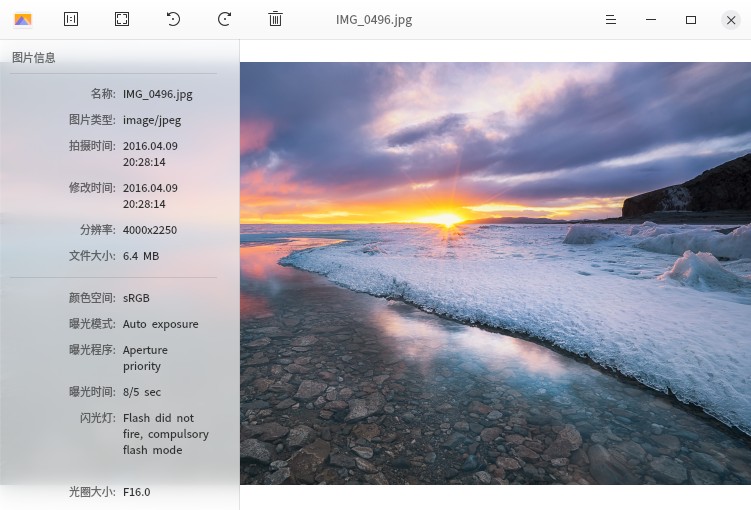 IMG_0496.jpg
图片信息
名称: IMG_0496.jpg
图片类型: image/jpeg
拍摄时间: 2016.04.09
20:28:14
修改时间: 2016.04.09
20:28:14
分辨率: 4000x2250
文件大小: 6.4 MB
颜色空间: sRGB
曝光模式: Auto exposure
曝光程序: Aperture
priority
曝光时间: 8/5 sec
闪光灯: Flash did not
fire, compulsory
flash mode
光圈大小: F16.0